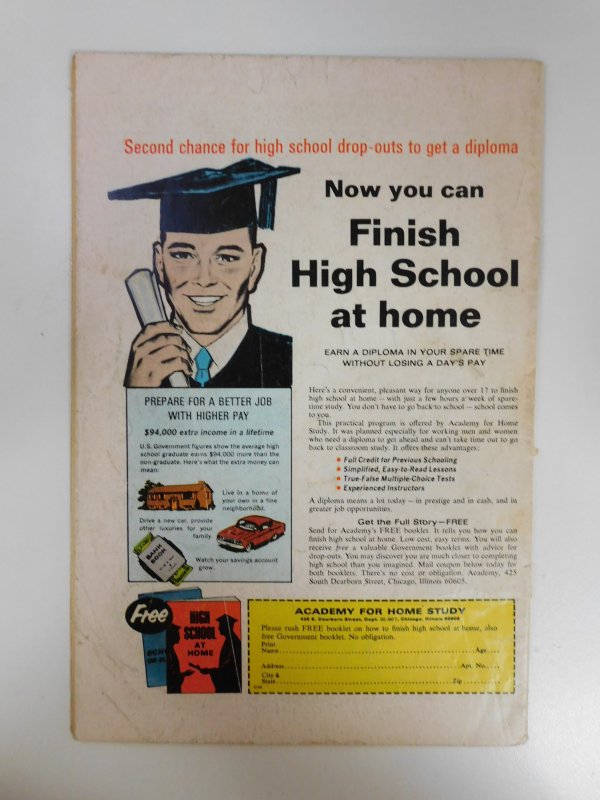 Second chance for high school drop-outs to get a diploma
Now you can
Finish
High School
at home
EARN A DIPLOMA IN YOUR SPARE TIME
WITHOUT LOSING A DAY'S PAY
Here's a convenient, pleasant way for anyone over 17 to finish
high school at home — with just a few hours a week of spare-
time study. You don't have to go back to school — school comes
to you.
This practical program is offered by Academy for Home
Study. It was planned especially for working men and women
who need a diploma to get ahead and can't take time out to go
back to classroom study. It offers these advantages:
• Full Credit for Previous Schooling
• Simplified, Easy-to-Read Lessons
• True-False Multiple-Choice Tests
• Experienced Instructors
A diploma means a lot today — in prestige and in cash, and in
greater job opportunities.
Get the Full Story—FREE
Send for Academy's FREE booklet. It tells you how you can
finish high school at home. Low cost, easy terms. You will also
receive free a valuable Government booklet with advice for
drop-outs. You may discover you are much closer to completing
high school than you imagined. Mail coupon below today for
both booklets. There's no cost or obligation. Academy, 425
South Dearborn Street, Chicago, Illinois 60605.
PREPARE FOR A BETTER JOB
WITH HIGHER PAY
$94,000 extra income in a lifetime
U.S. Government figures show the average high
school graduate earns $94,000 more than the
non-graduate. Here's what the extra money can
mean:
Live in a home of
your own in a fine
neighborhood.
Drive a new car, provide
other luxuries for your
family.
BANK
BOOK
Watch your savings account
grow.
Free
HIGH
SCHOOL
AT
HOME
ACADEMY FOR HOME STUDY
Chicago, Illinois 60605
Please rush FREE booklet on how to finish high school at home, also
free Government booklet. No obligation.
Print
Name Age
Address Apt. No.
City &
State Zip